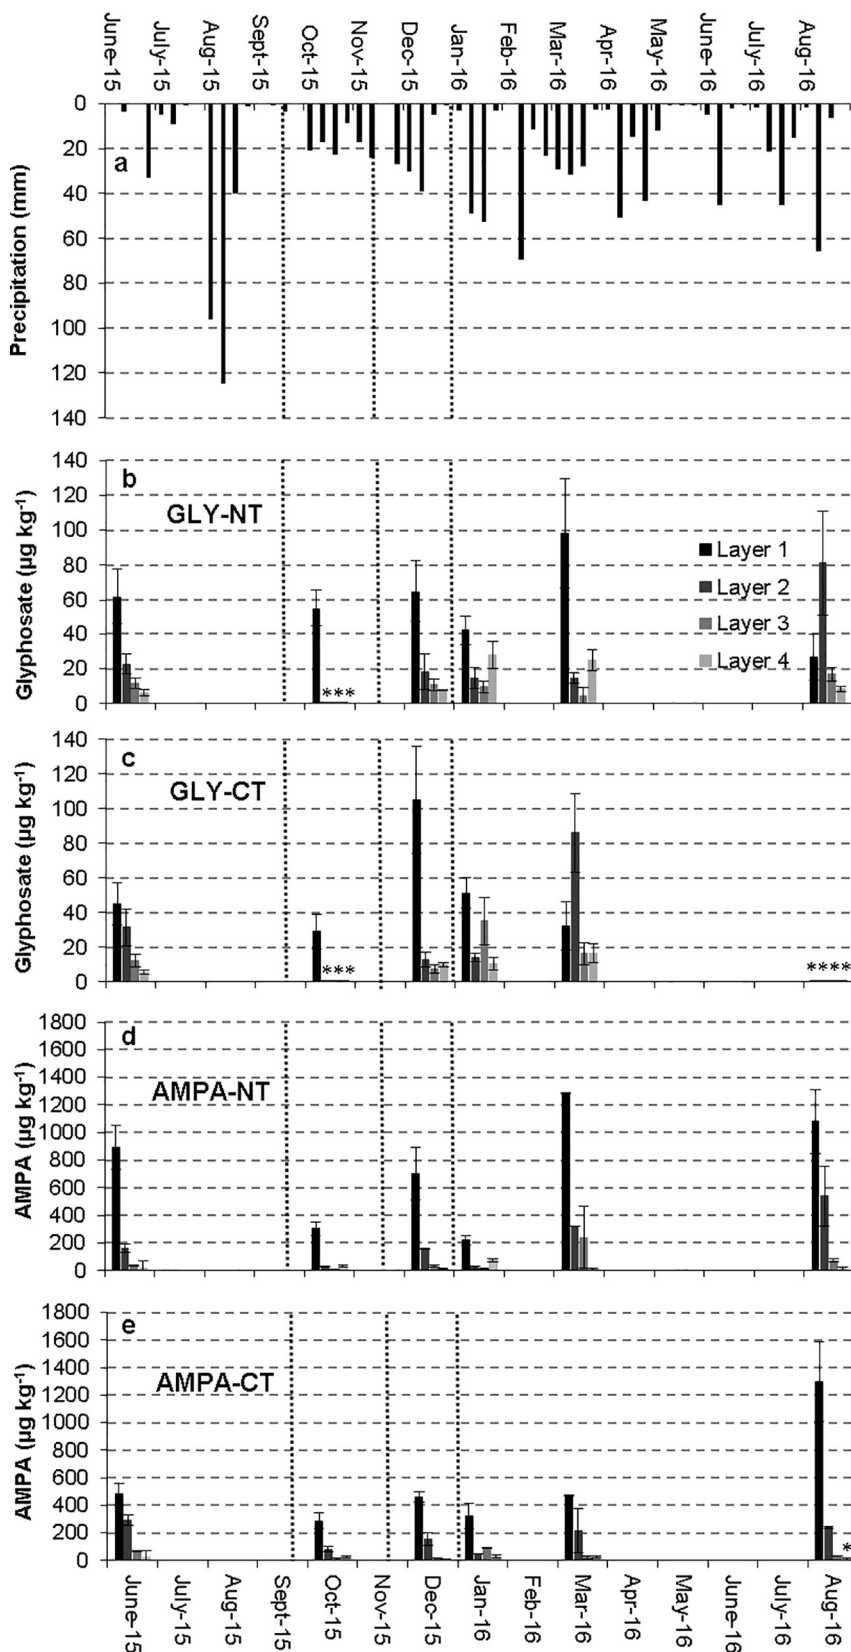 June-15 July-15 Aug-15 Sept-15 Oct-15 Nov-15 Dec-15 Jan-16 Feb-16 Mar-16 Apr-16 May-16 June-16 July-16 Aug-16
Precipitation (mm)
0
20
40
60
80
100
120
140
a
Glyphosate (µg kg⁻¹)
140
120
100
80
60
40
20
0
b
GLY-NT
***
Layer 1
Layer 2
Layer 3
Layer 4
Glyphosate (µg kg⁻¹)
140
120
100
80
60
40
20
0
c
GLY-CT
***
****
AMPA (µg kg⁻¹)
1800
1600
1400
1200
1000
800
600
400
200
0
d
AMPA-NT
AMPA (µg kg⁻¹)
1800
1600
1400
1200
1000
800
600
400
200
0
e
AMPA-CT
*
June-15 July-15 Aug-15 Sept-15 Oct-15 Nov-15 Dec-15 Jan-16 Feb-16 Mar-16 Apr-16 May-16 June-16 July-16 Aug-16